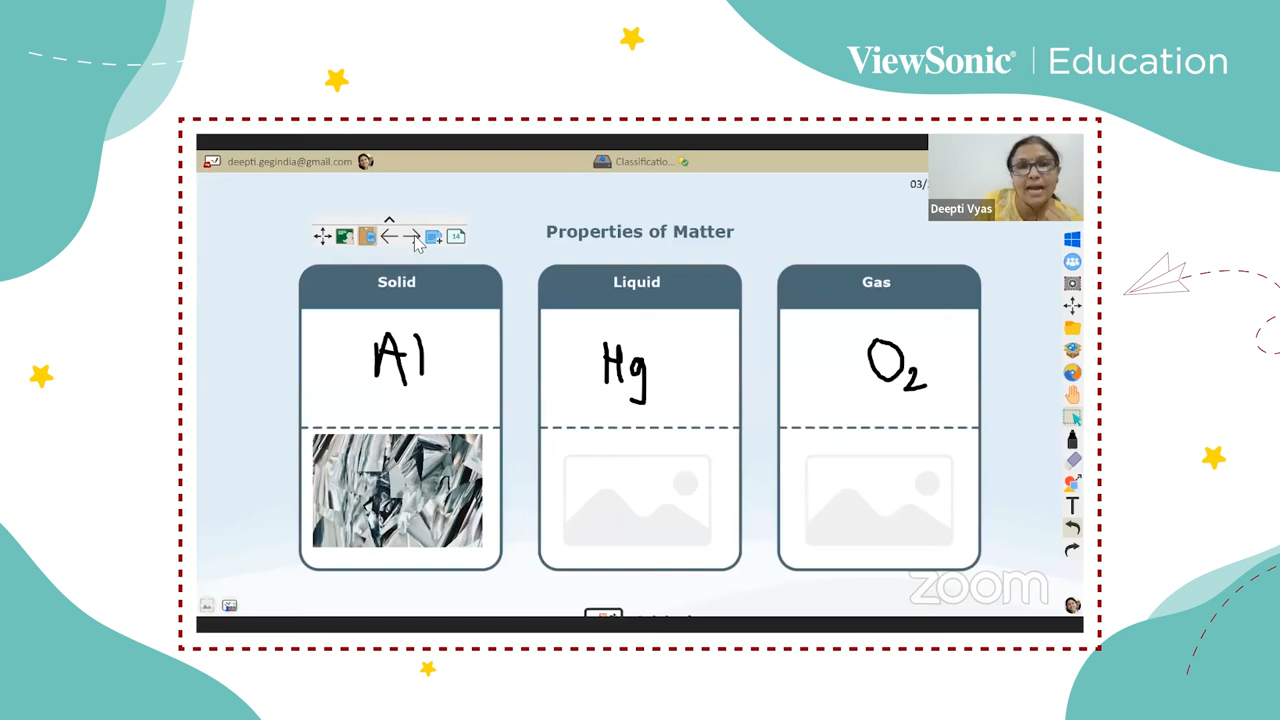 ViewSonic® | Education
deepti.gegindia@gmail.com
Classificatio...
03/
Deepti Vyas
14
Properties of Matter
Solid
Liquid
Gas
Al
Hg
O2
T
zoom